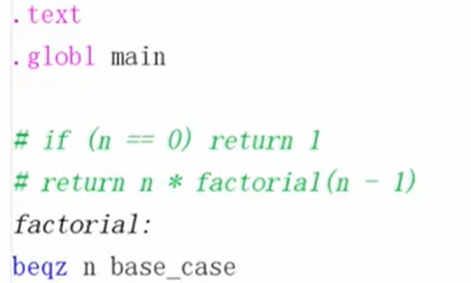 .text
.globl main
# if (n == 0) return 1
# return n * factorial(n - 1)
factorial:
beqz n base_case